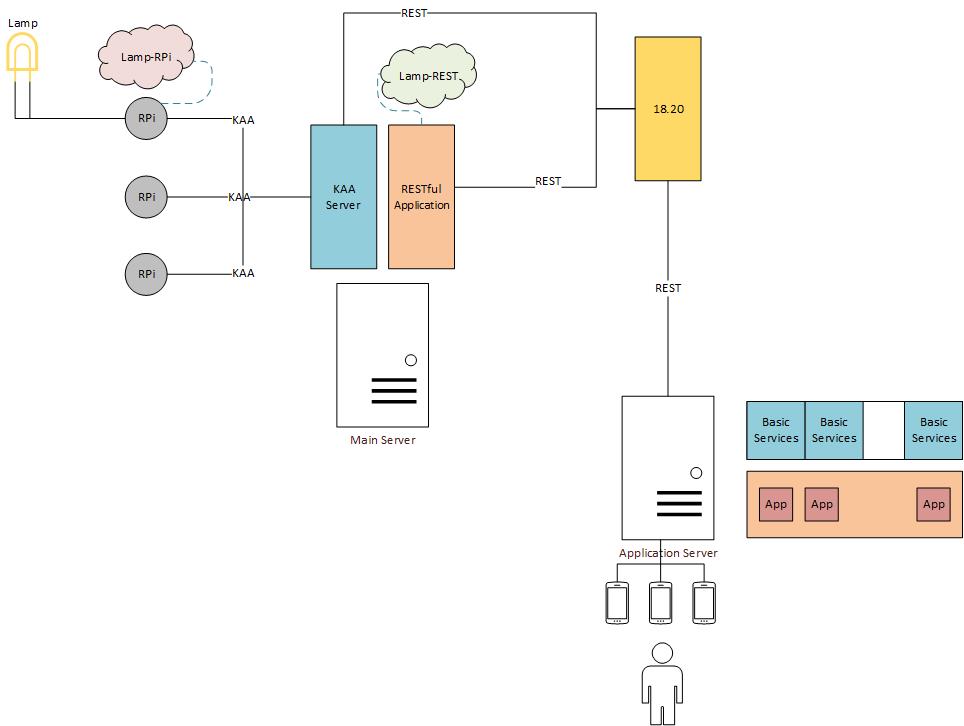 REST
Lamp
Lamp-RPi
Lamp-REST
RPi
KAA
18.20
RPi
KAA
KAA
Server
RESTful
Application
REST
RPi
KAA
REST
Main Server
Basic
Services
Basic
Services
Basic
Services
App
App
App
Application Server